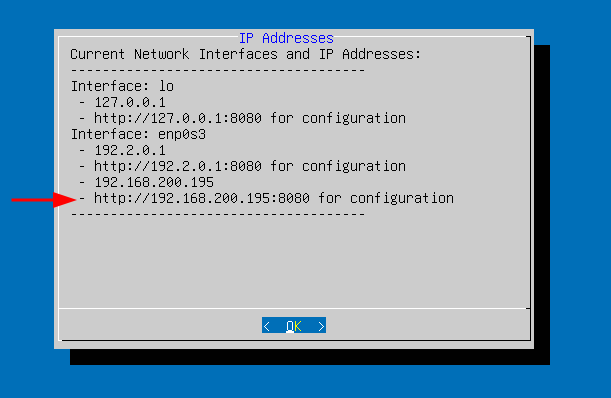 IP Addresses
Current Network Interfaces and IP Addresses:
-------------------------------------
Interface: lo
- 127.0.0.1
- http://127.0.0.1:8080 for configuration
Interface: enp0s3
- 192.2.0.1
- http://192.2.0.1:8080 for configuration
- 192.168.200.195
- http://192.168.200.195:8080 for configuration
-------------------------------------
< OK >